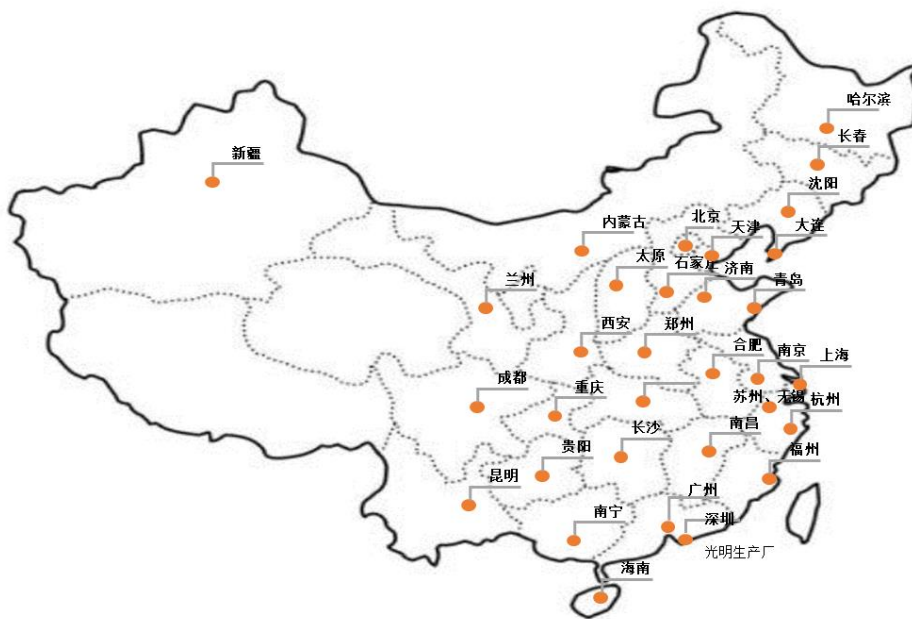 哈尔滨
长春
新疆
沈阳
北京
大连
内蒙古
天津
太原
石家庄
济南
兰州
青岛
西安
郑州
合肥
南京
上海
成都
重庆
苏州、无锡
杭州
长沙
南昌
贵阳
福州
昆明
广州
南宁
深圳
光明生产厂
海南